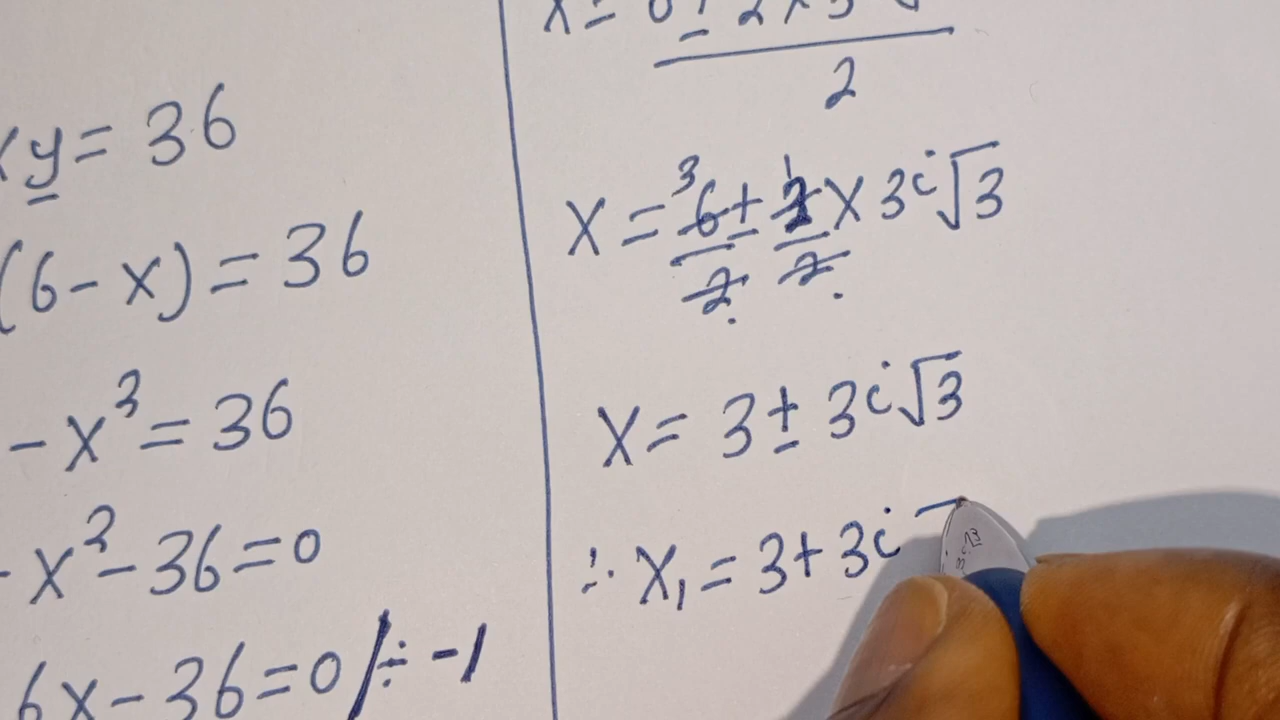 xy = 36
(6 - x) = 36
- x³ = 36
- x² - 36 = 0
6x - 36 = 0 / ÷ -1
2
x = ³6 ± ¹2 x 3i√3
2 2
x = 3 ± 3i√3
∴ x₁ = 3 + 3i